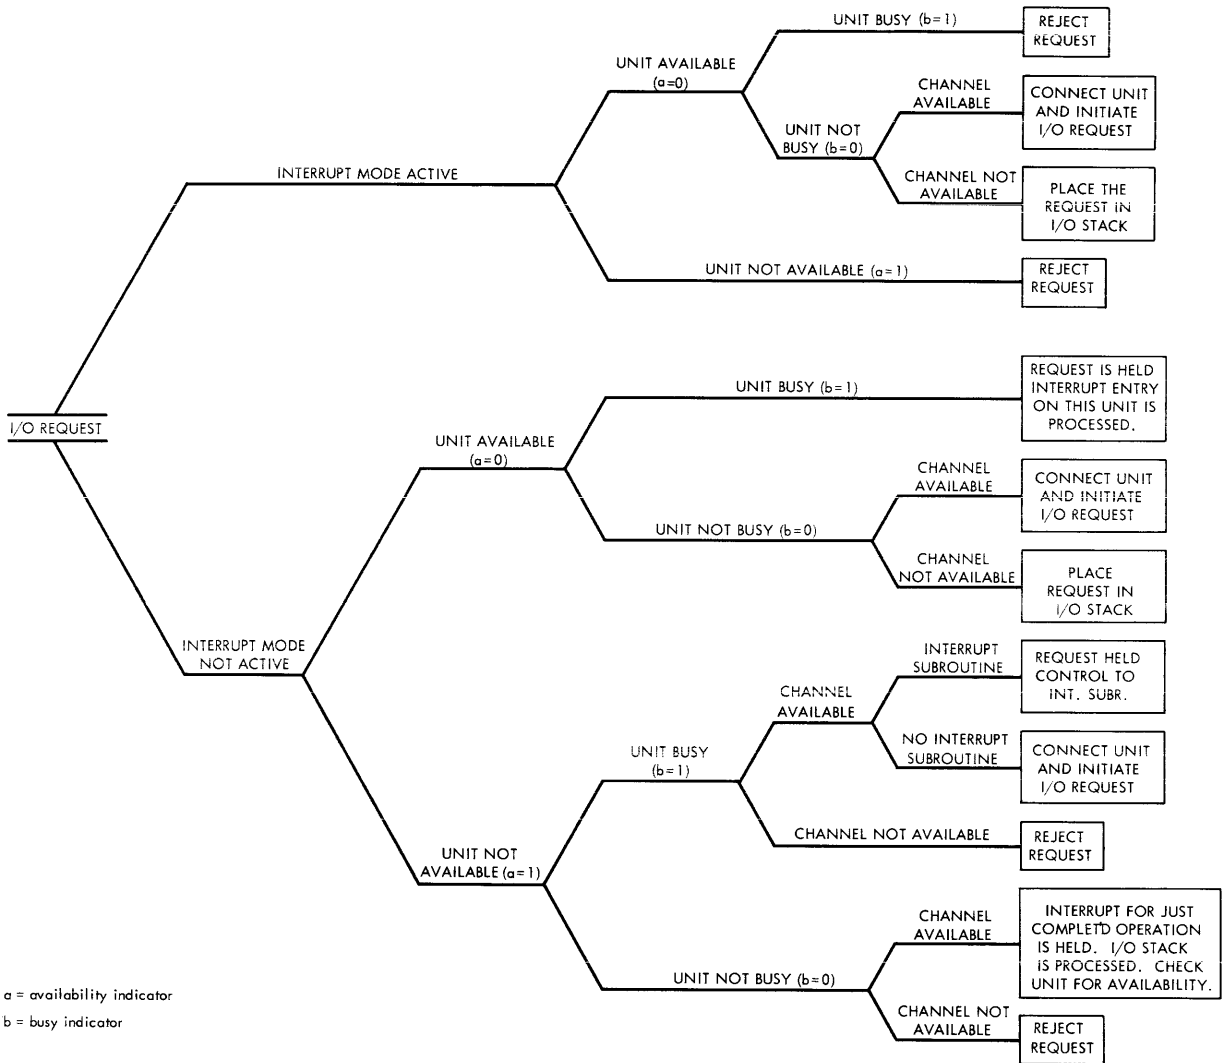 UNIT BUSY (b=1)
REJECT
REQUEST
UNIT AVAILABLE
(a=0)
CHANNEL
AVAILABLE
CONNECT UNIT
AND INITIATE
I/O REQUEST
UNIT NOT
BUSY (b=0)
INTERRUPT MODE ACTIVE
CHANNEL NOT
AVAILABLE
PLACE THE
REQUEST IN
I/O STACK
UNIT NOT AVAILABLE (a=1)
REJECT
REQUEST
I/O REQUEST
UNIT BUSY (b=1)
REQUEST IS HELD
INTERRUPT ENTRY
ON THIS UNIT IS
PROCESSED.
UNIT AVAILABLE
(a=0)
CHANNEL
AVAILABLE
CONNECT UNIT
AND INITIATE
I/O REQUEST
UNIT NOT BUSY (b=0)
CHANNEL
NOT AVAILABLE
PLACE
REQUEST IN
I/O STACK
INTERRUPT MODE
NOT ACTIVE
INTERRUPT
SUBROUTINE
REQUEST HELD
CONTROL TO
INT. SUBR.
CHANNEL
AVAILABLE
NO INTERRUPT
SUBROUTINE
CONNECT UNIT
AND INITIATE
I/O REQUEST
UNIT BUSY
(b=1)
CHANNEL NOT AVAILABLE
REJECT
REQUEST
UNIT NOT
AVAILABLE (a=1)
CHANNEL
AVAILABLE
INTERRUPT FOR JUST
COMPLET'D OPERATION
IS HELD. I/O STACK
IS PROCESSED. CHECK
UNIT FOR AVAILABILITY.
UNIT NOT BUSY (b=0)
CHANNEL NOT
AVAILABLE
REJECT
REQUEST
a = availability indicator
b = busy indicator